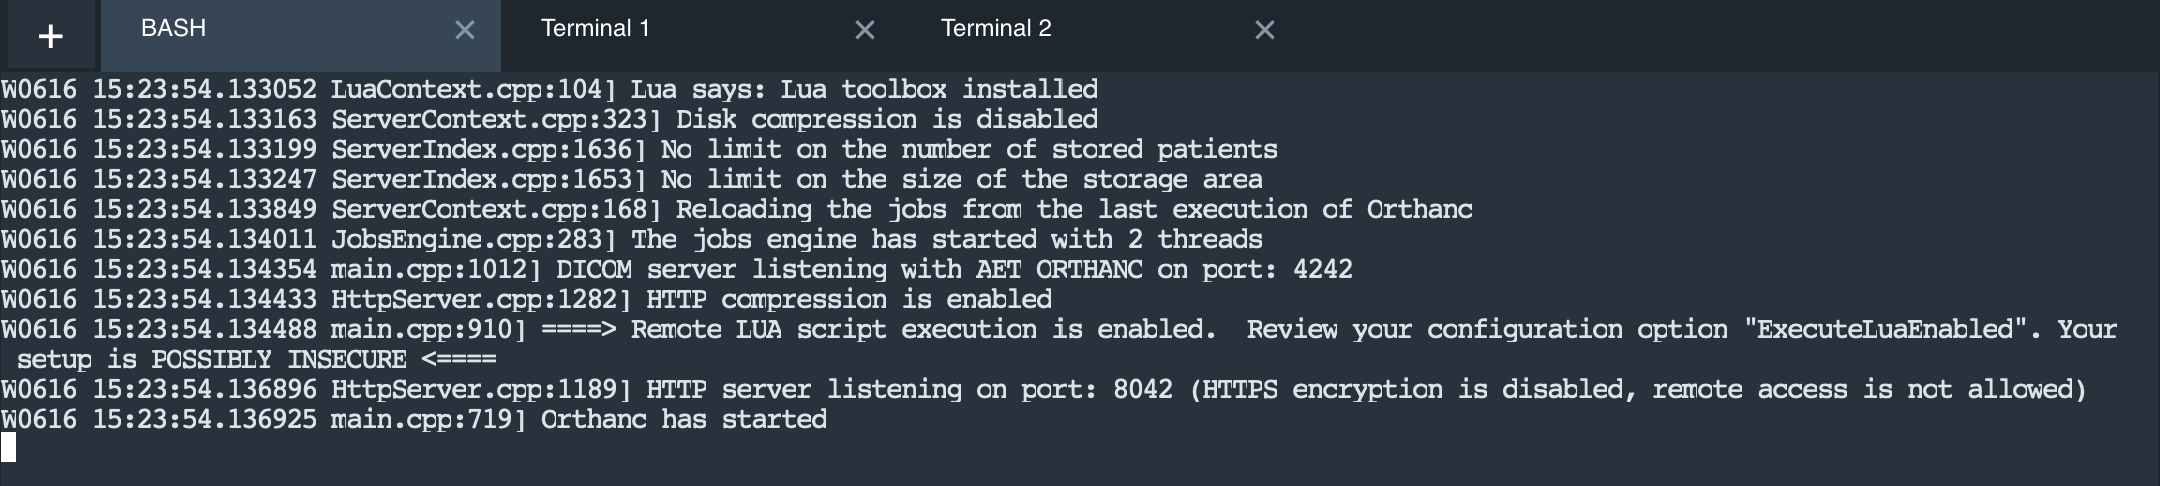 + BASH × Terminal 1 × Terminal 2 ×
W0616 15:23:54.133052 LuaContext.cpp:104] Lua says: Lua toolbox installed
W0616 15:23:54.133163 ServerContext.cpp:323] Disk compression is disabled
W0616 15:23:54.133199 ServerIndex.cpp:1636] No limit on the number of stored patients
W0616 15:23:54.133247 ServerIndex.cpp:1653] No limit on the size of the storage area
W0616 15:23:54.133849 ServerContext.cpp:168] Reloading the jobs from the last execution of Orthanc
W0616 15:23:54.134011 JobsEngine.cpp:283] The jobs engine has started with 2 threads
W0616 15:23:54.134354 main.cpp:1012] DICOM server listening with AET ORTHANC on port: 4242
W0616 15:23:54.134433 HttpServer.cpp:1282] HTTP compression is enabled
W0616 15:23:54.134488 main.cpp:910] ====> Remote LUA script execution is enabled.  Review your configuration option "ExecuteLuaEnabled". Your
 setup is POSSIBLY INSECURE <====
W0616 15:23:54.136896 HttpServer.cpp:1189] HTTP server listening on port: 8042 (HTTPS encryption is disabled, remote access is not allowed)
W0616 15:23:54.136925 main.cpp:719] Orthanc has started